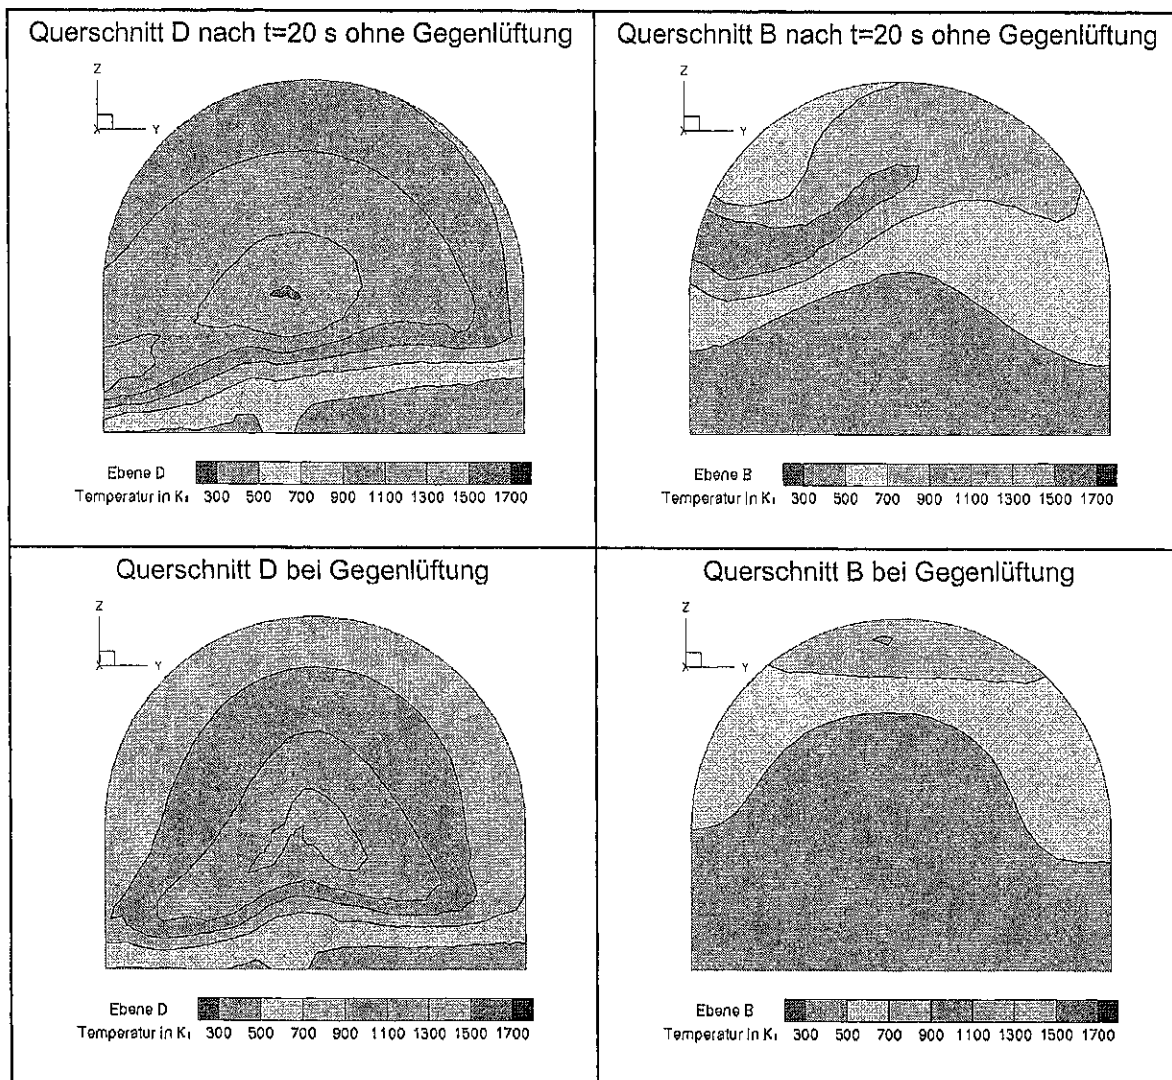 Querschnitt D nach t=20 s ohne Gegenlüftung
Z
X
Y
Ebene D
Temperatur in K: 300 500 700 900 1100 1300 1500 1700
Querschnitt B nach t=20 s ohne Gegenlüftung
Z
X
Y
Ebene B
Temperatur in K: 300 500 700 900 1100 1300 1500 1700
Querschnitt D bei Gegenlüftung
Z
X
Y
Ebene D
Temperatur in K: 300 500 700 900 1100 1300 1500 1700
Querschnitt B bei Gegenlüftung
Z
X
Y
Ebene B
Temperatur in K: 300 500 700 900 1100 1300 1500 1700